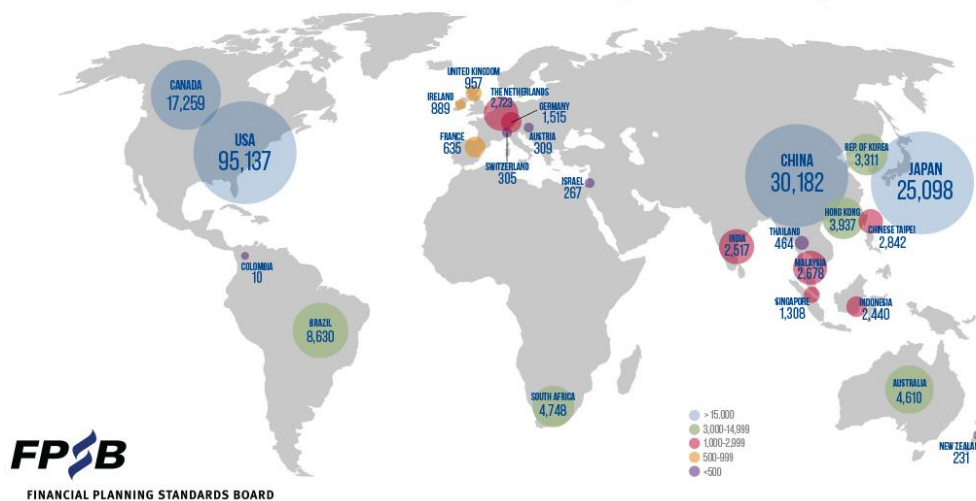 CANADA
17,259
USA
95,137
UNITED KINGDOM
957
IRELAND
889
THE NETHERLANDS
2,723
GERMANY
1,515
FRANCE
635
AUSTRIA
309
SWITZERLAND
305
ISRAEL
267
CHINA
30,182
REP. OF KOREA
3,311
JAPAN
25,098
HONG KONG
3,937
CHINESE TAIPEI
2,842
INDIA
2,517
THAILAND
464
MALAYSIA
2,678
SINGAPORE
1,308
INDONESIA
2,440
COLOMBIA
10
BRAZIL
8,630
SOUTH AFRICA
4,748
AUSTRALIA
4,610
NEW ZEALAN
231
> 15.000
3,000-14,999
1,000-2,999
500-999
<500
FPSB
FINANCIAL PLANNING STANDARDS BOARD